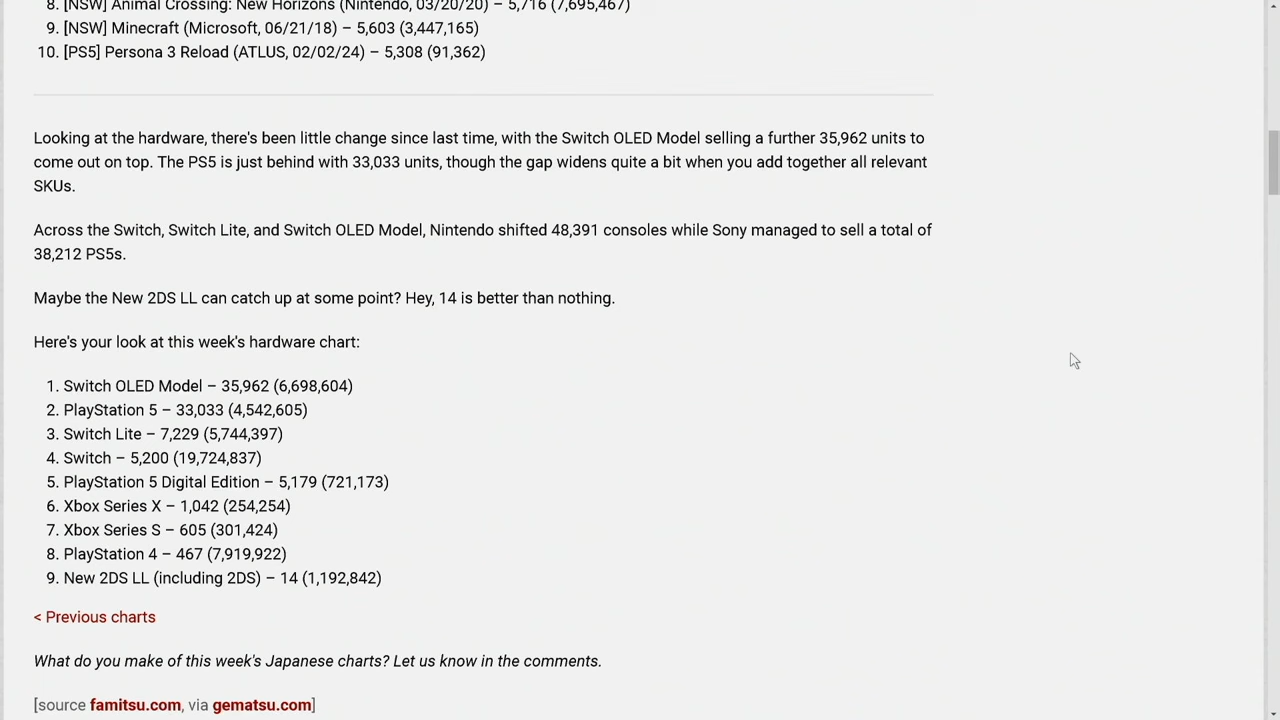 8. [NSW] Animal Crossing: New Horizons (Nintendo, 03/20/20) – 5,716 (7,695,467)
9. [NSW] Minecraft (Microsoft, 06/21/18) – 5,603 (3,447,165)
10. [PS5] Persona 3 Reload (ATLUS, 02/02/24) – 5,308 (91,362)
Looking at the hardware, there's been little change since last time, with the Switch OLED Model selling a further 35,962 units to
come out on top. The PS5 is just behind with 33,033 units, though the gap widens quite a bit when you add together all relevant
SKUs.
Across the Switch, Switch Lite, and Switch OLED Model, Nintendo shifted 48,391 consoles while Sony managed to sell a total of
38,212 PS5s.
Maybe the New 2DS LL can catch up at some point? Hey, 14 is better than nothing.
Here's your look at this week's hardware chart:
1. Switch OLED Model – 35,962 (6,698,604)
2. PlayStation 5 – 33,033 (4,542,605)
3. Switch Lite – 7,229 (5,744,397)
4. Switch – 5,200 (19,724,837)
5. PlayStation 5 Digital Edition – 5,179 (721,173)
6. Xbox Series X – 1,042 (254,254)
7. Xbox Series S – 605 (301,424)
8. PlayStation 4 – 467 (7,919,922)
9. New 2DS LL (including 2DS) – 14 (1,192,842)
< Previous charts
What do you make of this week's Japanese charts? Let us know in the comments.
[source famitsu.com, via gematsu.com]